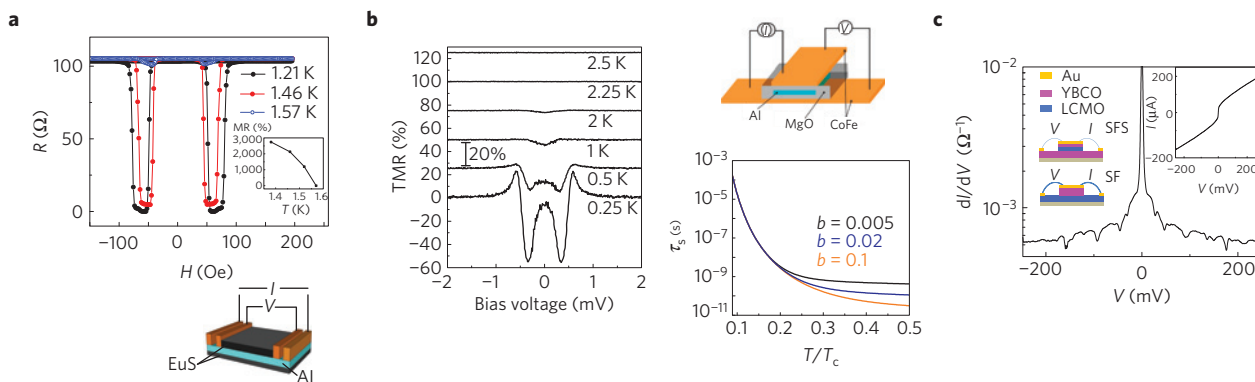 a
R (Ω)
100
50
0
1.21 K
1.46 K
1.57 K
MR (%)
3,000
2,000
1,000
0
1.4 1.5 1.6
T (K)
−100 0 100 200
H (Oe)
I
V
EuS
Al
b
TMR (%)
120
100
80
60
40
20
0
−20
−40
−60
2.5 K
2.25 K
2 K
1 K
20%
0.5 K
0.25 K
−2 −1 0 1 2
Bias voltage (mV)
I
V
Al
MgO
CoFe
τs (s)
10−3
10−5
10−7
10−9
10−11
b = 0.005
b = 0.02
b = 0.1
0.1 0.2 0.3 0.4 0.5
T/Tc
c
dI/dV (Ω−1)
10−2
10−3
Au
YBCO
LCMO
V I SFS
V I SF
I (μA)
200
0
−200
−200 0 200
V (mV)
−200 0 200
V (mV)